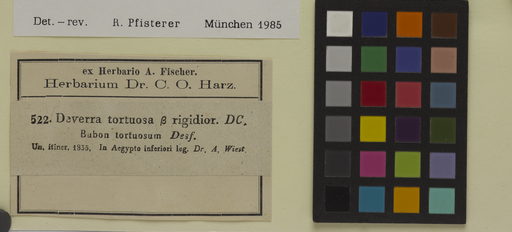 Det. – rev. R. Pfisterer München 1985
ex Herbario A. Fischer.
Herbarium Dr. C. O. Harz.
522. Deverra tortuosa β rigidior. DC.
Bubon tortuosum Desf.
Un. itiner. 1835. In Aegypto inferiori leg. Dr. A. Wiest.